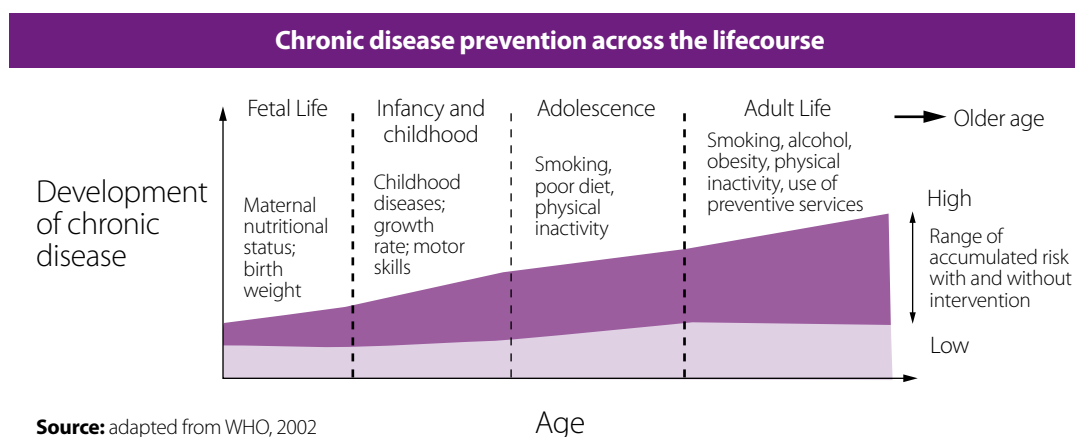 Chronic disease prevention across the lifecourse
Fetal Life
Infancy and
childhood
Adolescence
Adult Life
Older age
Development
of chronic
disease
Maternal
nutritional
status;
birth
weight
Childhood
diseases;
growth
rate; motor
skills
Smoking,
poor diet,
physical
inactivity
Smoking, alcohol,
obesity, physical
inactivity, use of
preventive services
High
Range of
accumulated risk
with and without
intervention
Low
Age
Source: adapted from WHO, 2002